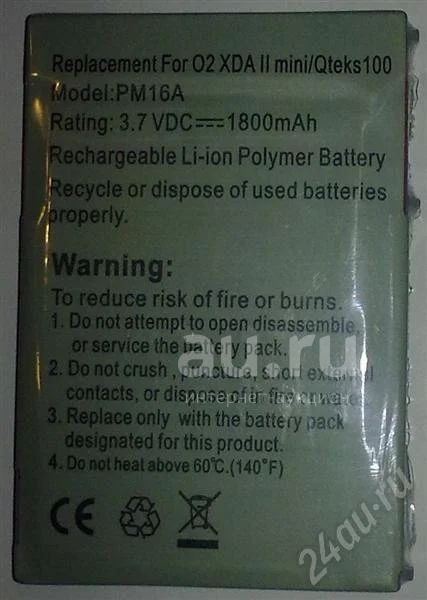 Replacement For O2 XDA II mini/Qteks100
Model:PM16A
Rating: 3.7 VDC⎓1800mAh
Rechargeable Li-ion Polymer Battery
Recycle or dispose of used batteries
properly.
Warning:
To reduce risk of fire or burns.
1. Do not attempt to open disassemble,
or service the battery pack.
2. Do not crush , puncture, short external
contacts, or dispose of in fire
3. Replace only with the battery pack
designated for this product.
4. Do not heat above 60℃.(140°F)
CE
au.ru
24au.ru